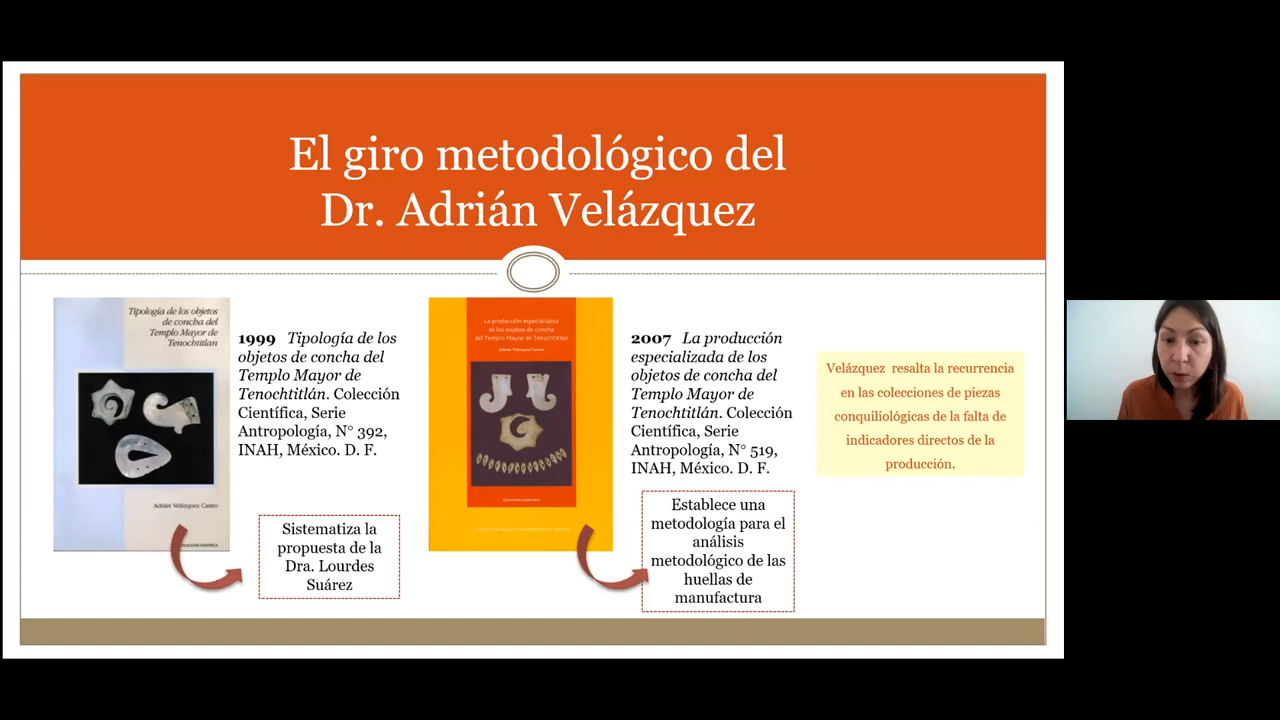 El giro metodológico del
Dr. Adrián Velázquez
Tipología de los objetos
de concha del
Templo Mayor de
Tenochtitlan
Adrián Velázquez Castro
COLECCIÓN CIENTÍFICA
1999 Tipología de los
objetos de concha del
Templo Mayor de
Tenochtitlán. Colección
Científica, Serie
Antropología, N° 392,
INAH, México. D. F.
Sistematiza la
propuesta de la
Dra. Lourdes
Suárez
La producción especializada
de los objetos de concha
del Templo Mayor de Tenochtitlan
Adrián Velázquez Castro
2007 La producción
especializada de los
objetos de concha del
Templo Mayor de
Tenochtitlán. Colección
Científica, Serie
Antropología, N° 519,
INAH, México. D. F.
Establece una
metodología para el
análisis
metodológico de las
huellas de
manufactura
Velázquez resalta la recurrencia
en las colecciones de piezas
conquiliológicas de la falta de
indicadores directos de la
producción.